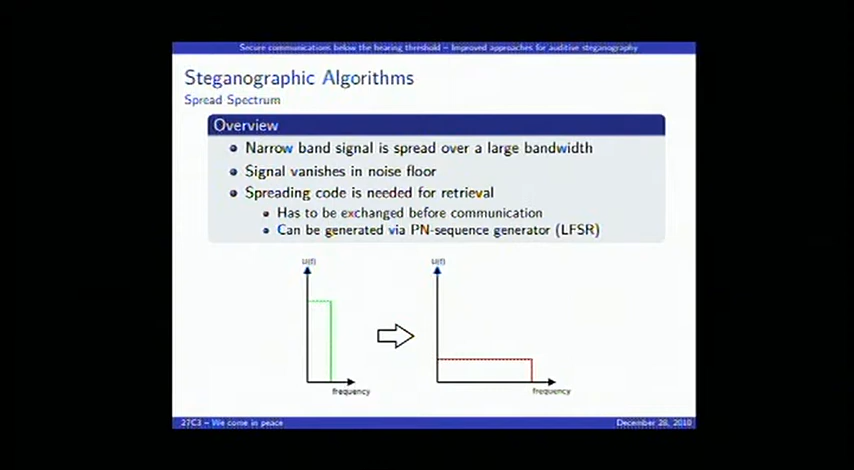 Secure communications below the hearing threshold – Improved approaches for auditive steganography
Steganographic Algorithms
Spread Spectrum
Overview
Narrow band signal is spread over a large bandwidth
Signal vanishes in noise floor
Spreading code is needed for retrieval
Has to be exchanged before communication
Can be generated via PN-sequence generator (LFSR)
U(f)
U(f)
frequency
frequency
27C3 – We come in peace
December 28, 2010